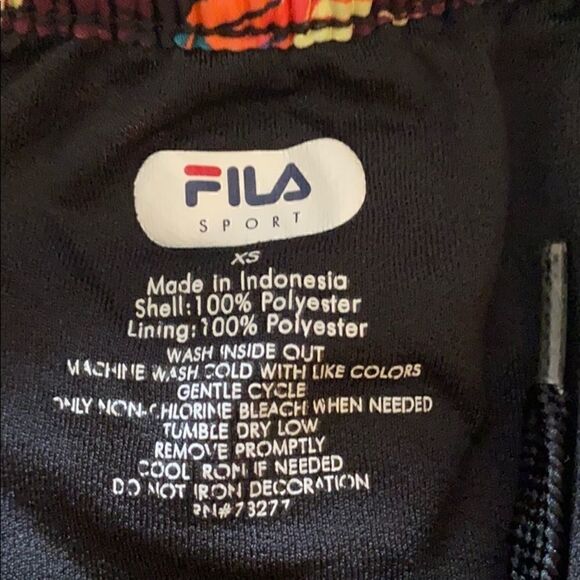 FILA
SPORT
XS
Made in Indonesia
Shell:100% Polyester
Lining:100% Polyester
WASH INSIDE OUT
MACHINE WASH COLD WITH LIKE COLORS
GENTLE CYCLE
ONLY NON-CHLORINE BLEACH WHEN NEEDED
TUMBLE DRY LOW
REMOVE PROMPTLY
COOL IRON IF NEEDED
DO NOT IRON DECORATION
RN#73277